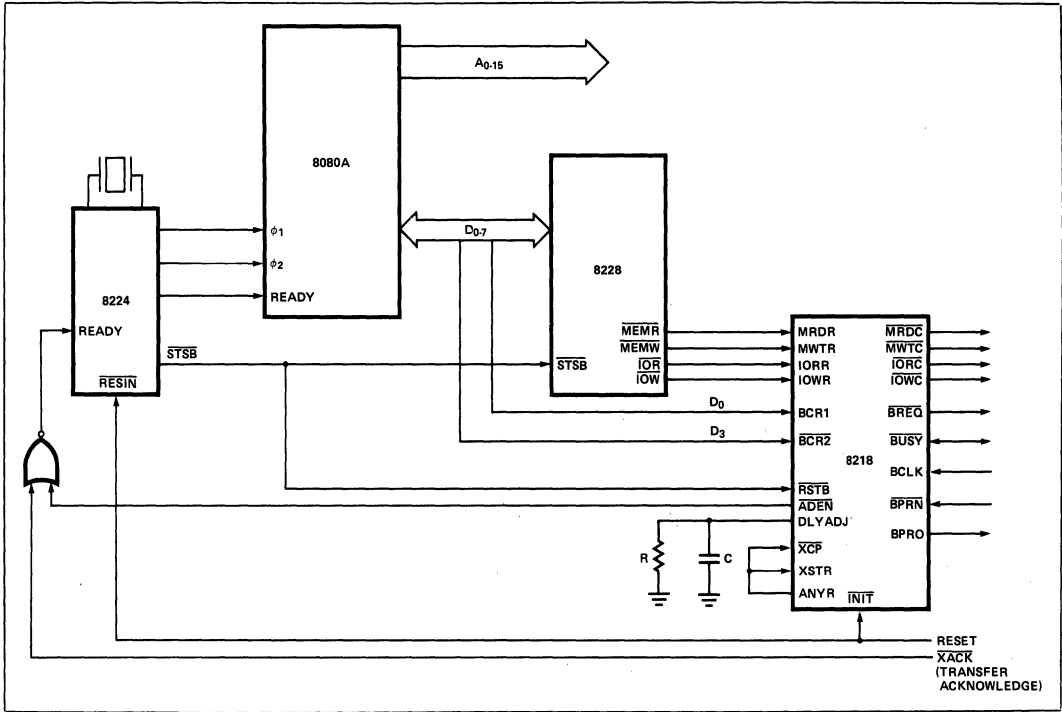 A0-15
8080A
ϕ1
ϕ2
READY
8224
READY
RESIN
STSB
D0-7
8228
STSB
MEMR
MEMW
IOR
IOW
D0
D3
MRDR
MWTR
IORR
IOWR
BCR1
BCR2
RSTB
ADEN
DLYADJ
XCP
XSTR
ANYR
INIT
8218
MRDC
MWTC
IORC
IOWC
BREQ
BUSY
BCLK
BPRN
BPRO
R
C
RESET
XACK
(TRANSFER
ACKNOWLEDGE)